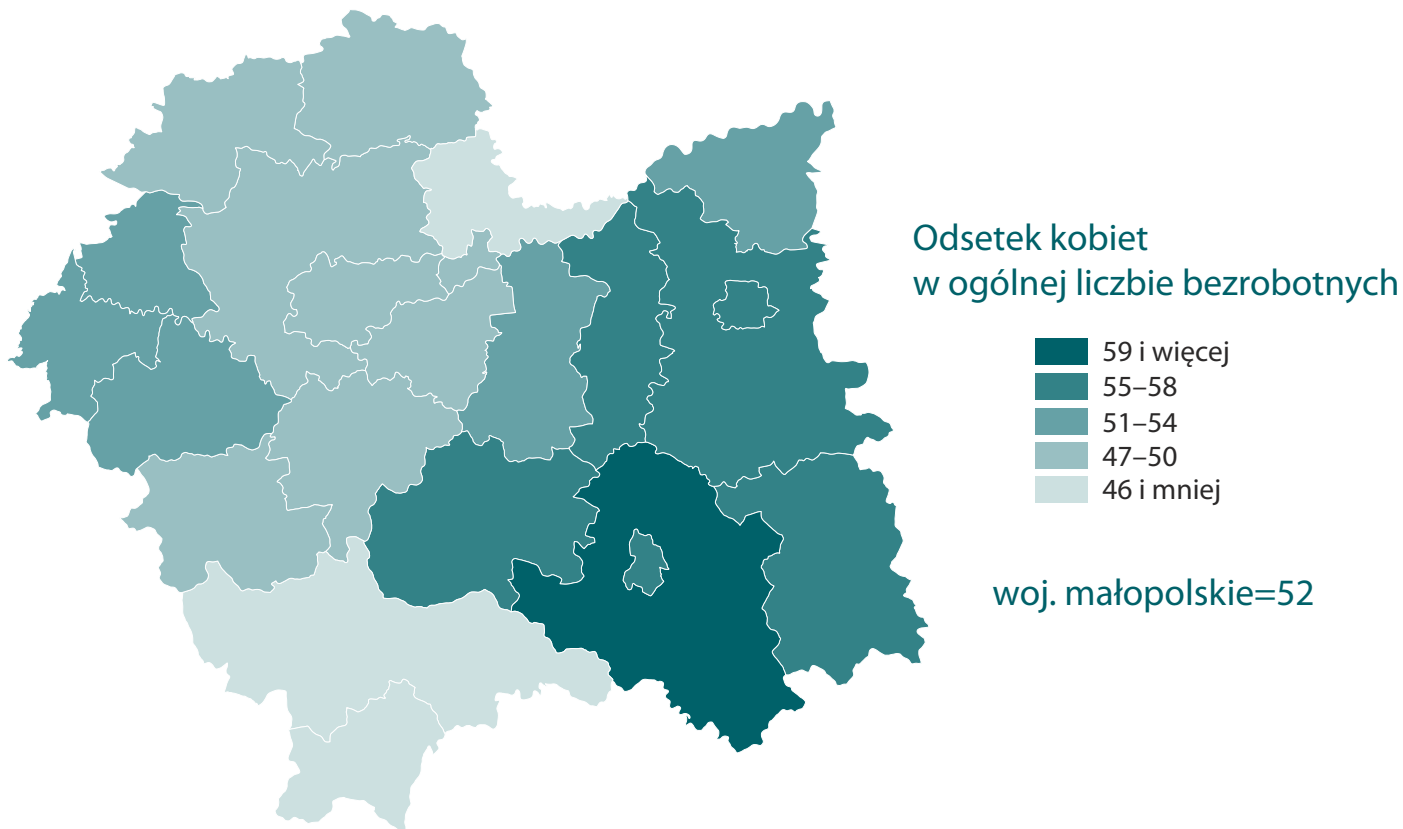 Odsetek kobiet
w ogólnej liczbie bezrobotnych
59 i więcej
55–58
51–54
47–50
46 i mniej
woj. małopolskie=52